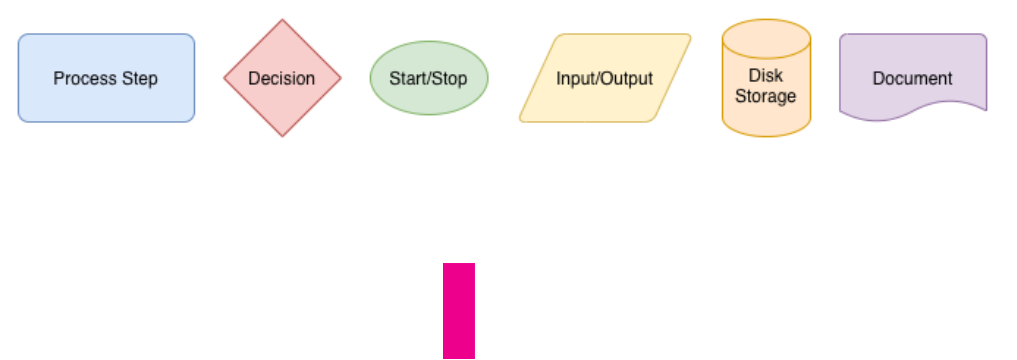 Process Step
Decision
Start/Stop
Input/Output
Disk
Storage
Document